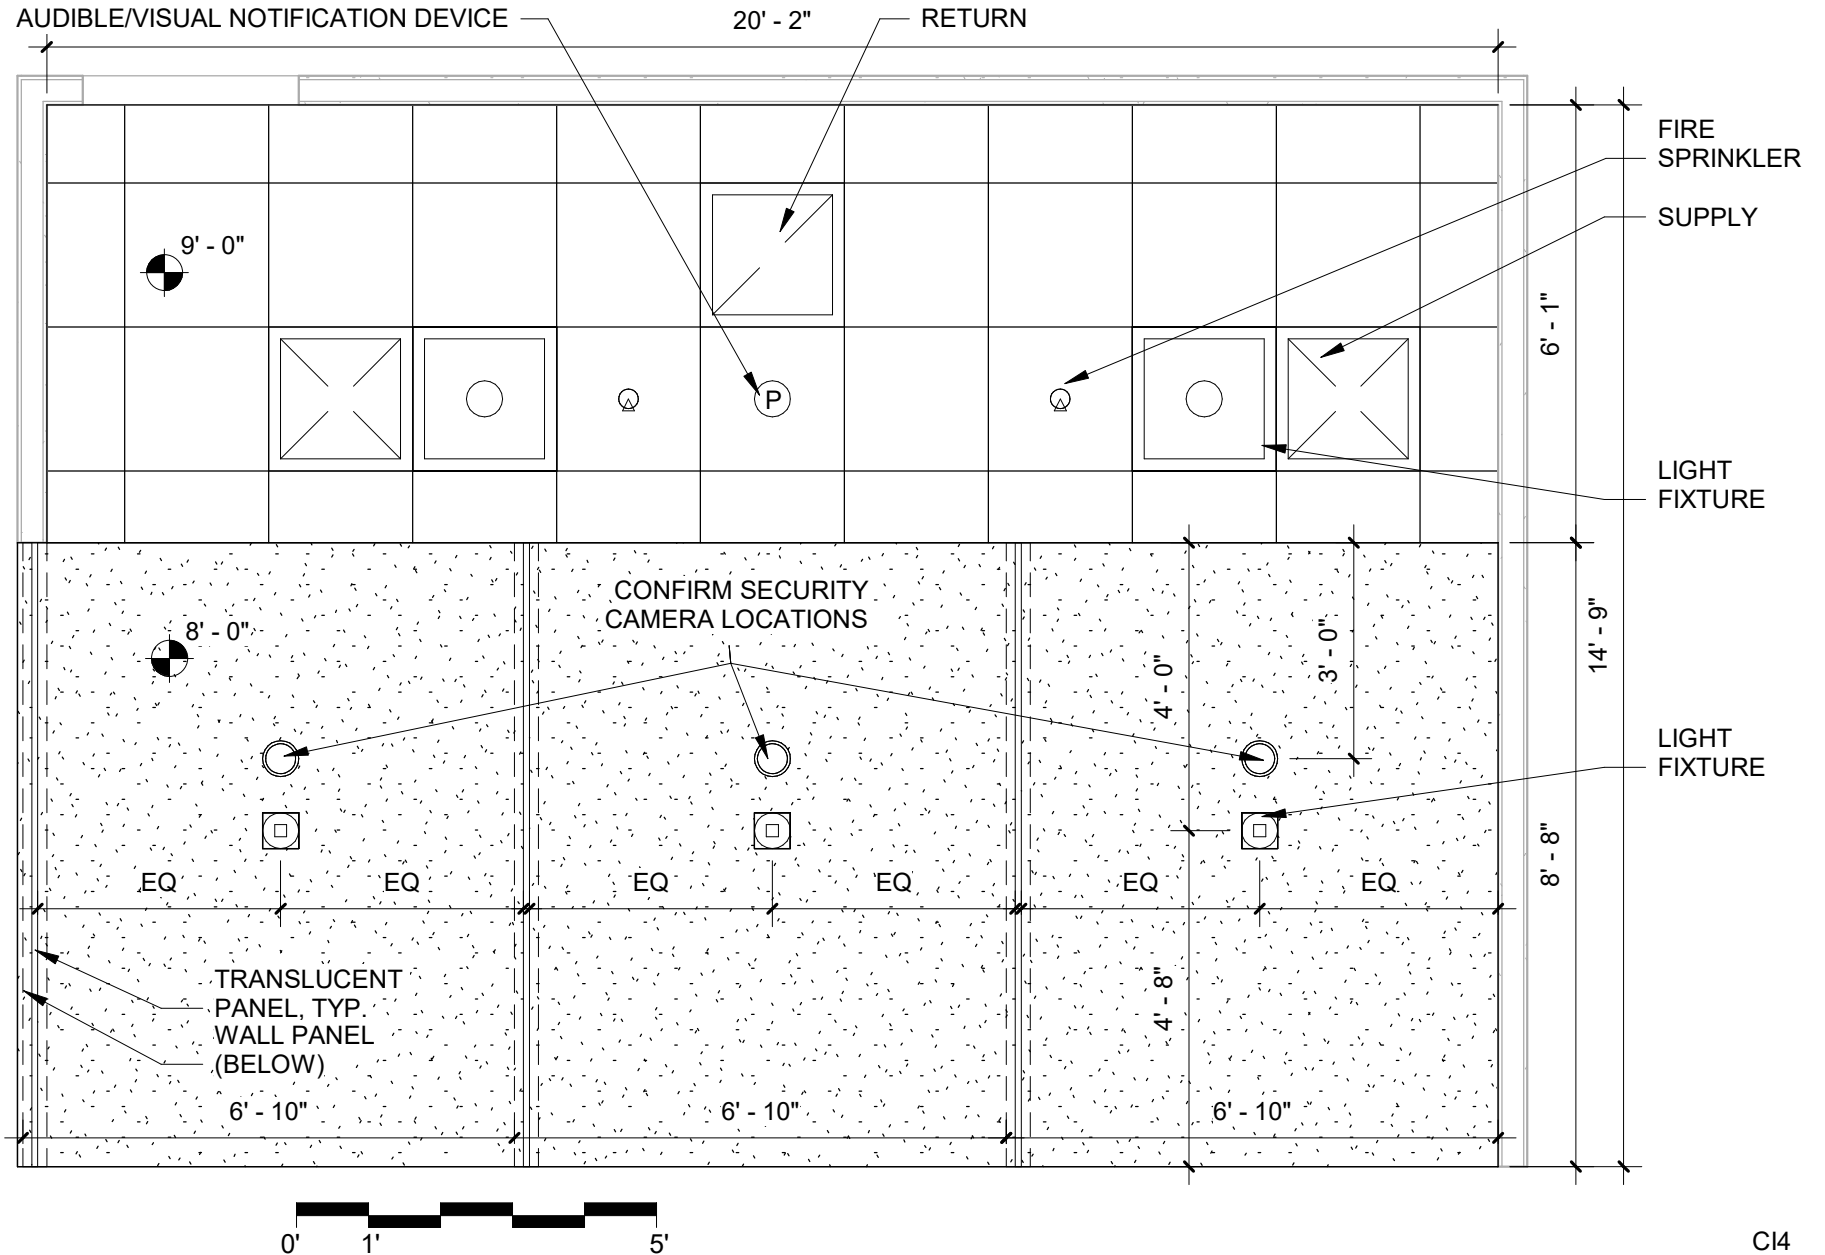 AUDIBLE/VISUAL NOTIFICATION DEVICE
20' - 2"
RETURN
FIRE
SPRINKLER
SUPPLY
9' - 0"
6' - 1"
P
LIGHT
FIXTURE
CONFIRM SECURITY
CAMERA LOCATIONS
8' - 0"
4' - 0"
3' - 0"
14' - 9"
LIGHT
FIXTURE
8' - 8"
EQ
EQ
EQ
EQ
EQ
EQ
TRANSLUCENT
PANEL, TYP.
WALL PANEL
(BELOW)
4' - 8"
6' - 10"
6' - 10"
6' - 10"
0'
1'
5'
CI4